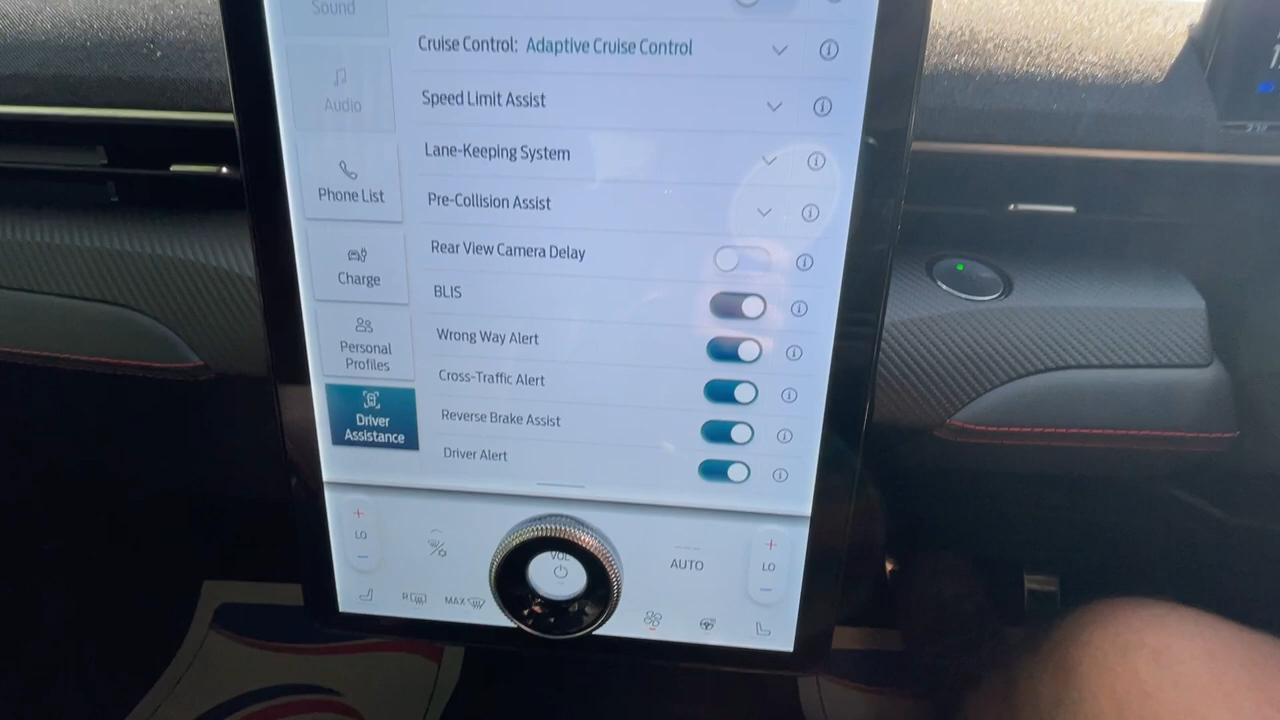 Sound
Cruise Control: Adaptive Cruise Control
Audio
Speed Limit Assist
Lane-Keeping System
Phone List
Pre-Collision Assist
Rear View Camera Delay
Charge
BLIS
Personal
Profiles
Wrong Way Alert
Cross-Traffic Alert
Driver
Assistance
Reverse Brake Assist
Driver Alert
+
LO
−
VOL
AUTO
+
LO
−
R
MAX